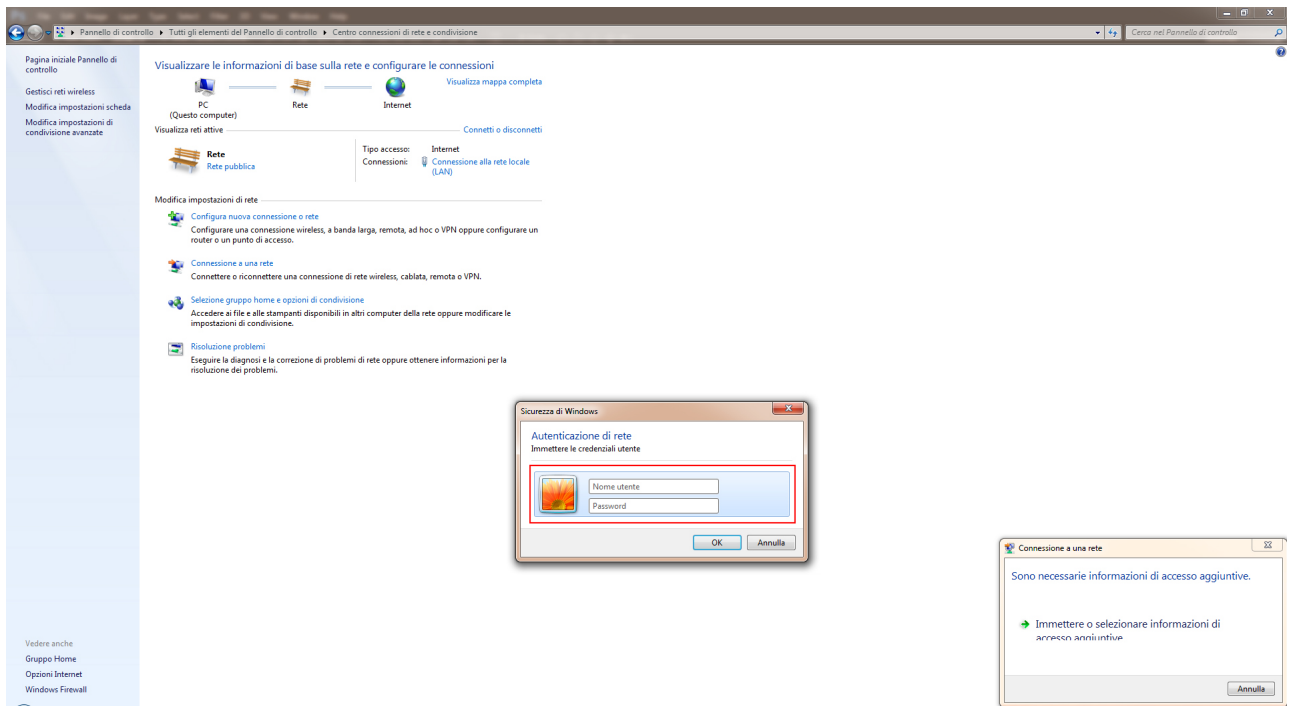 Pannello di controllo ▸ Tutti gli elementi del Pannello di controllo ▸ Centro connessioni di rete e condivisione
Cerca nel Pannello di controllo
Pagina iniziale Pannello di
controllo
Gestisci reti wireless
Modifica impostazioni scheda
Modifica impostazioni di
condivisione avanzate
Visualizzare le informazioni di base sulla rete e configurare le connessioni
Visualizza mappa completa
PC
(Questo computer)
Rete
Internet
Visualizza reti attive
Connetti o disconnetti
Rete
Rete pubblica
Tipo accesso: Internet
Connessioni: Connessione alla rete locale
(LAN)
Modifica impostazioni di rete
Configura nuova connessione o rete
Configurare una connessione wireless, a banda larga, remota, ad hoc o VPN oppure configurare un
router o un punto di accesso.
Connessione a una rete
Connettere o riconnettere una connessione di rete wireless, cablata, remota o VPN.
Selezione gruppo home e opzioni di condivisione
Accedere ai file e alle stampanti disponibili in altri computer della rete oppure modificare le
impostazioni di condivisione.
Risoluzione problemi
Eseguire la diagnosi e la correzione di problemi di rete oppure ottenere informazioni per la
risoluzione dei problemi.
Sicurezza di Windows
Autenticazione di rete
Immettere le credenziali utente
Nome utente
Password
OK
Annulla
Connessione a una rete
Sono necessarie informazioni di accesso aggiuntive.
Immettere o selezionare informazioni di
accesso aggiuntive
Annulla
Vedere anche
Gruppo Home
Opzioni Internet
Windows Firewall